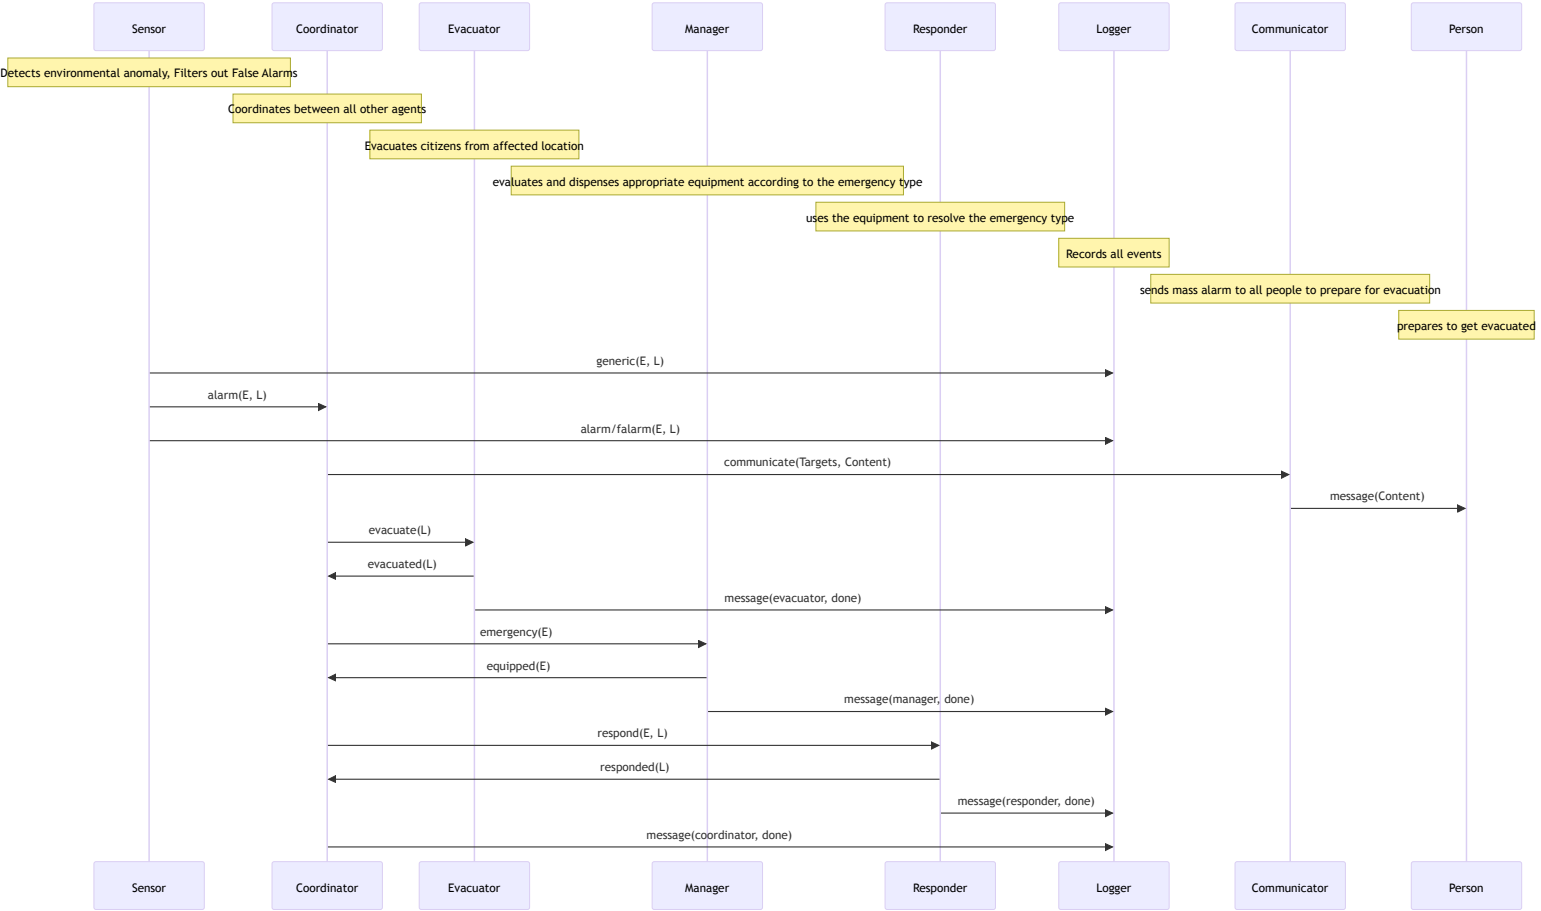 Sensor
Coordinator
Evacuator
Manager
Responder
Logger
Communicator
Person
Detects environmental anomaly, Filters out False Alarms
Coordinates between all other agents
Evacuates citizens from affected location
evaluates and dispenses appropriate equipment according to the emergency type
uses the equipment to resolve the emergency type
Records all events
sends mass alarm to all people to prepare for evacuation
prepares to get evacuated
generic(E, L)
alarm(E, L)
alarm/falarm(E, L)
communicate(Targets, Content)
message(Content)
evacuate(L)
evacuated(L)
message(evacuator, done)
emergency(E)
equipped(E)
message(manager, done)
respond(E, L)
responded(L)
message(responder, done)
message(coordinator, done)
Sensor
Coordinator
Evacuator
Manager
Responder
Logger
Communicator
Person